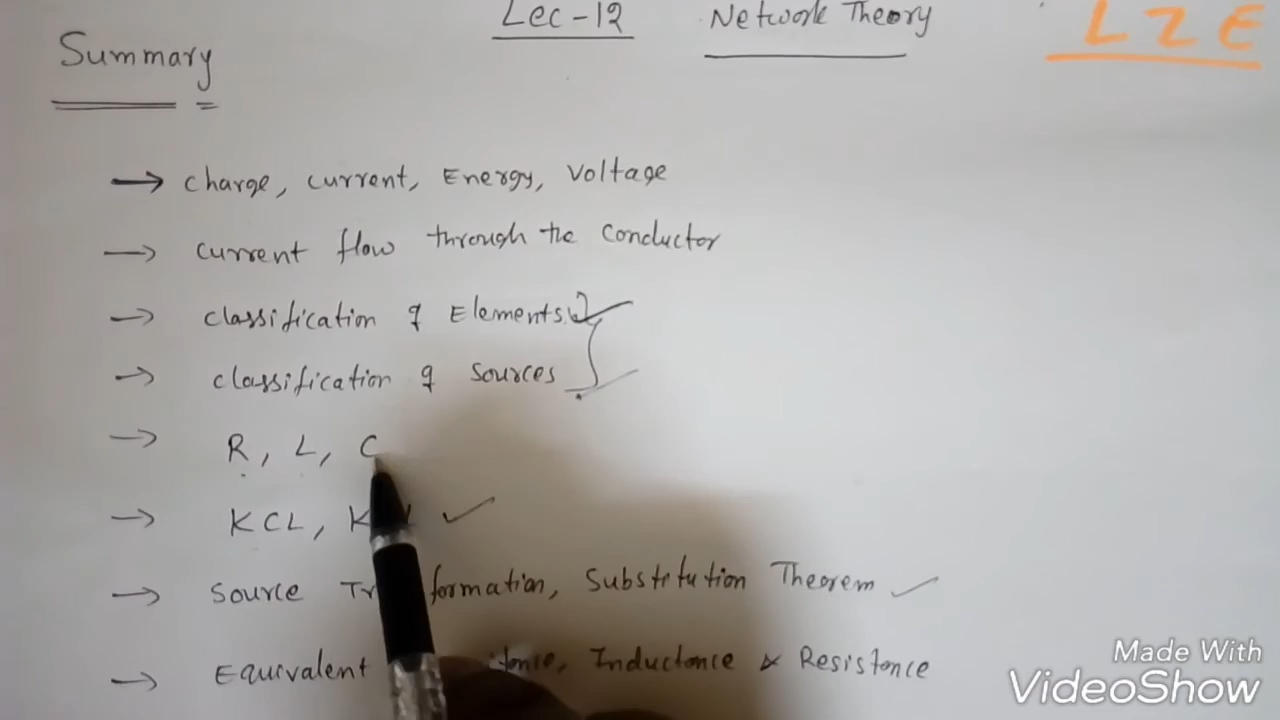 Lec-12 Network Theory LZE
Summary
→ charge, current, Energy, Voltage
→ current flow through the conductor
→ classification of Elements
→ classification of Sources
→ R, L, C
→ KCL,
→ Source formation, Substitution Theorem
→ Equivalent Inductance & Resistance
Made With
VideoShow